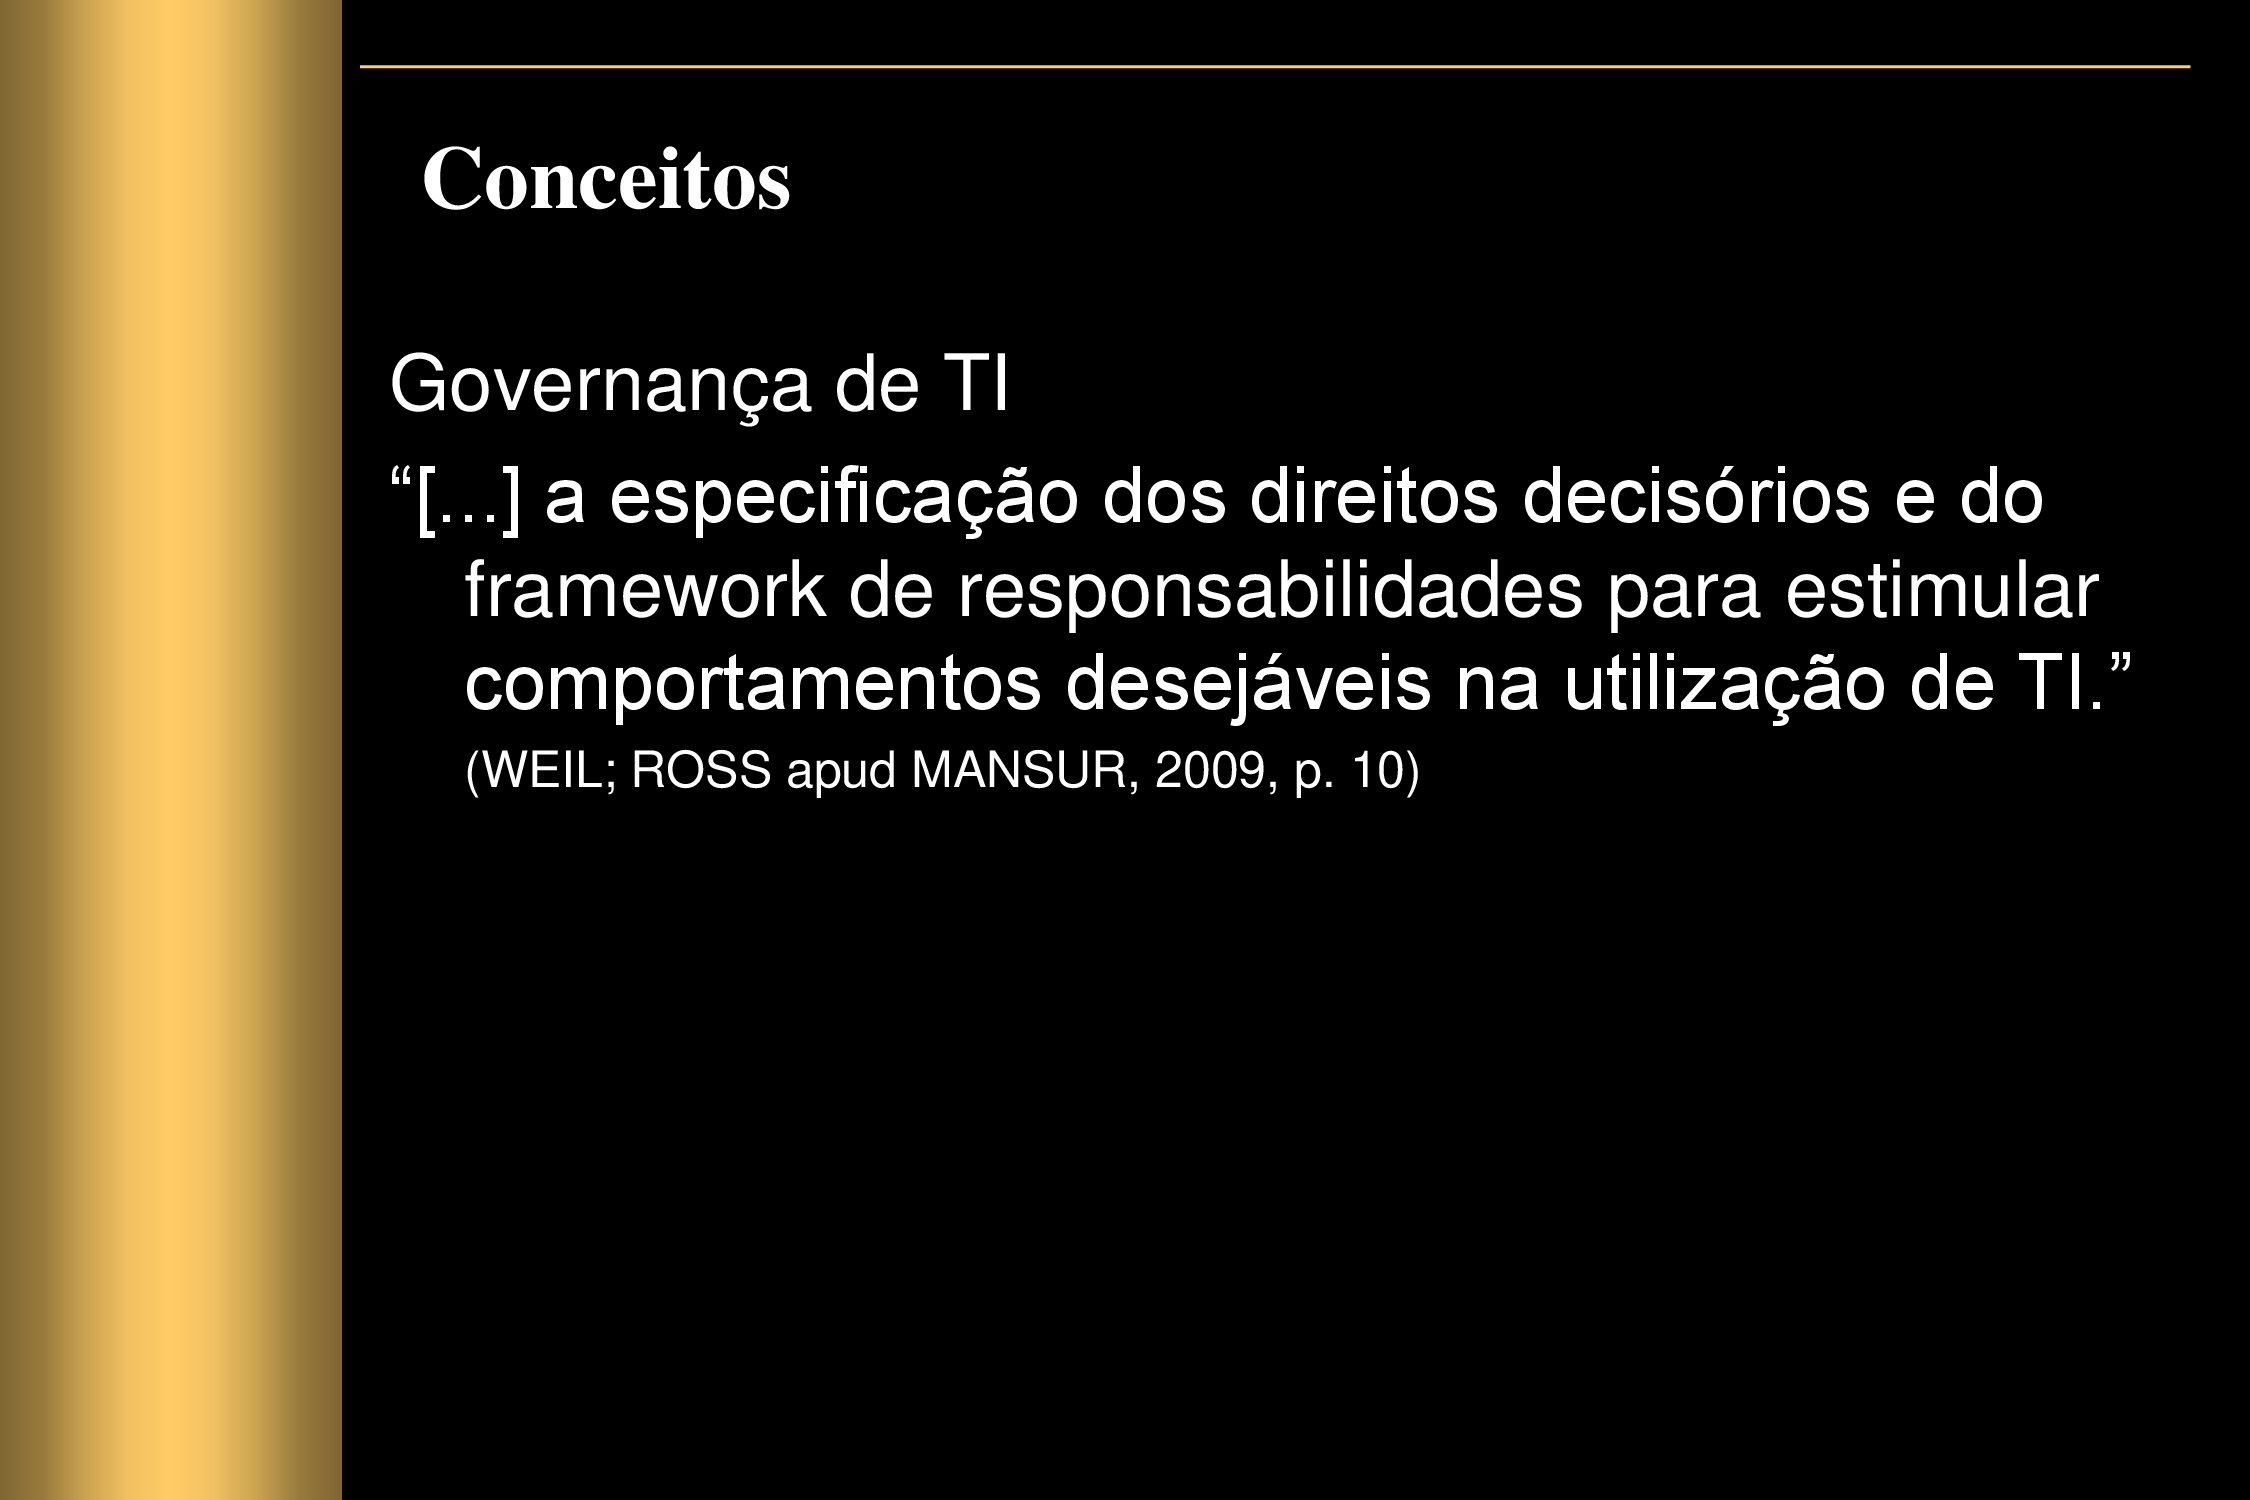 Conceitos
Governança de TI
“[...] a especificação dos direitos decisórios e do
framework de responsabilidades para estimular
comportamentos desejáveis na utilização de TI.”
(WEIL; ROSS apud MANSUR, 2009, p. 10)